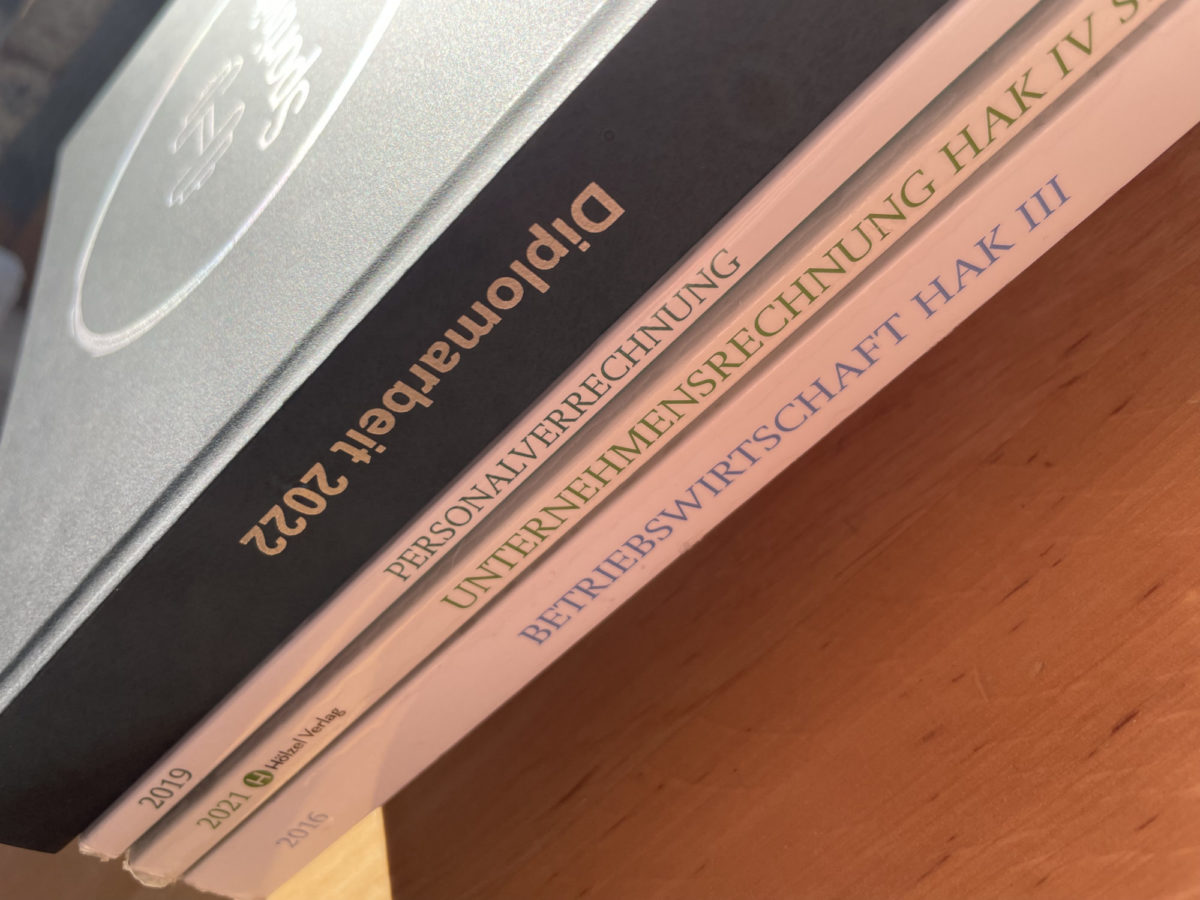 Diplomarbeit 2022
2019 PERSONALVERRECHNUNG
2021 H Hölzel Verlag UNTERNEHMENSRECHNUNG HAK IV
2016 BETRIEBSWIRTSCHAFT HAK III